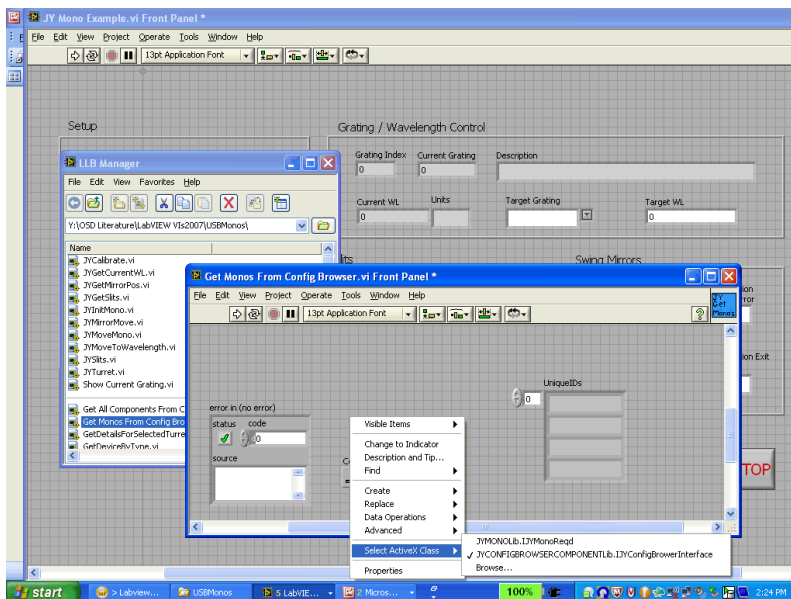 JY Mono Example.vi Front Panel *
File Edit View Project Operate Tools Window Help
13pt Application Font
Setup
Grating / Wavelength Control
Grating Index Current Grating Description
0 0
Current WL Units Target Grating Target WL
0 0
Swing Mirrors
LLB Manager
File Edit View Favorites Help
Y:\OSD Literature\LabVIEW VIs2007\USBMonos\
Name
JYCalibrate.vi
JYGetCurrentWL.vi
JYGetMirrorPos.vi
JYGetSlits.vi
JYInitMono.vi
JYMirrorMove.vi
JYMoveMono.vi
JYMoveToWavelength.vi
JYSlits.vi
JYTurret.vi
Show Current Grating.vi
Get All Components From C
Get Monos From Config Bro
GetDetailsForSelectedTurre
GetDeviceByType.vi
Get Monos From Config Browser.vi Front Panel *
File Edit View Project Operate Tools Window Help
13pt Application Font
?
JY
Get
Monos
error in (no error)
status code
0
source
UniqueIDs
0
Visible Items
Change to Indicator
Description and Tip...
Find
Create
Replace
Data Operations
Advanced
Select ActiveX Class
Properties
JYMONOLib.IJYMonoReqd
JYCONFIGBROWSERCOMPONENTLib.IJYConfigBrowerInterface
Browse...
ion Exit
TOP
start > Labview... USBMonos 5 LabVIE... 2 Micros... 100% 2:24 PM